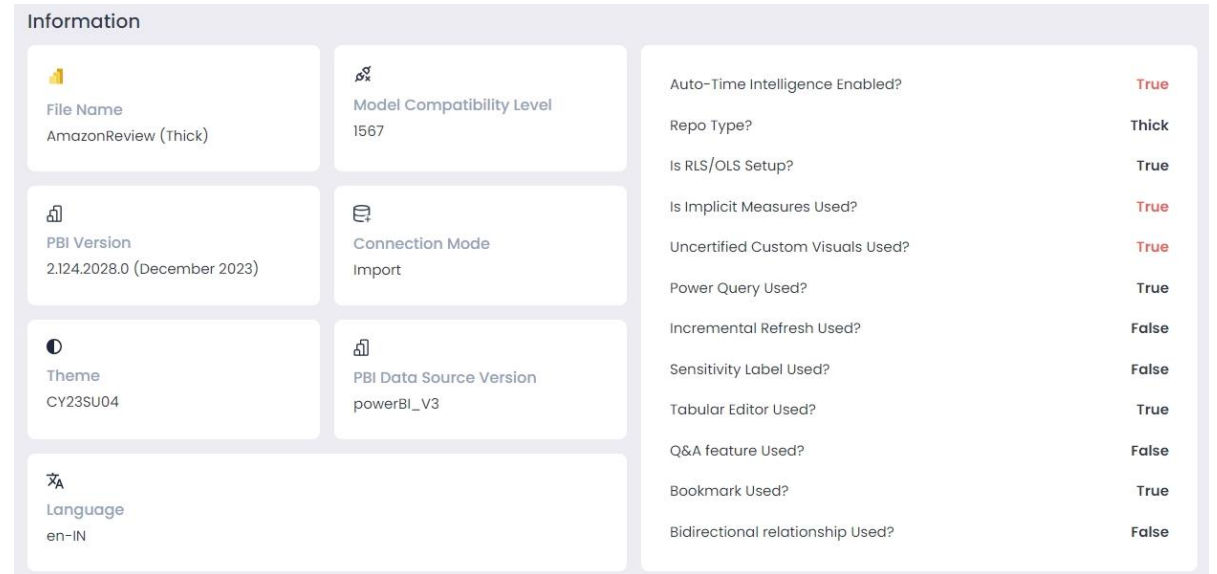 Information
File Name
AmazonReview (Thick)
Model Compatibility Level
1567
PBI Version
2.124.2028.0 (December 2023)
Connection Mode
Import
Theme
CY23SU04
PBI Data Source Version
powerBI_V3
Language
en-IN
Auto-Time Intelligence Enabled? True
Repo Type? Thick
Is RLS/OLS Setup? True
Is Implicit Measures Used? True
Uncertified Custom Visuals Used? True
Power Query Used? True
Incremental Refresh Used? False
Sensitivity Label Used? False
Tabular Editor Used? True
Q&A feature Used? False
Bookmark Used? True
Bidirectional relationship Used? False